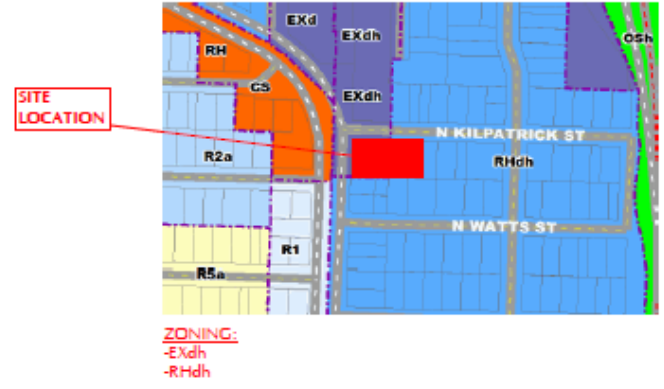 EXd
RH
EXdh
OSh
CS
EXdh
SITE
LOCATION
N KILPATRICK ST
R2a
RHdh
N WATTS ST
R1
R5a
ZONING:
-EXdh
-RHdh